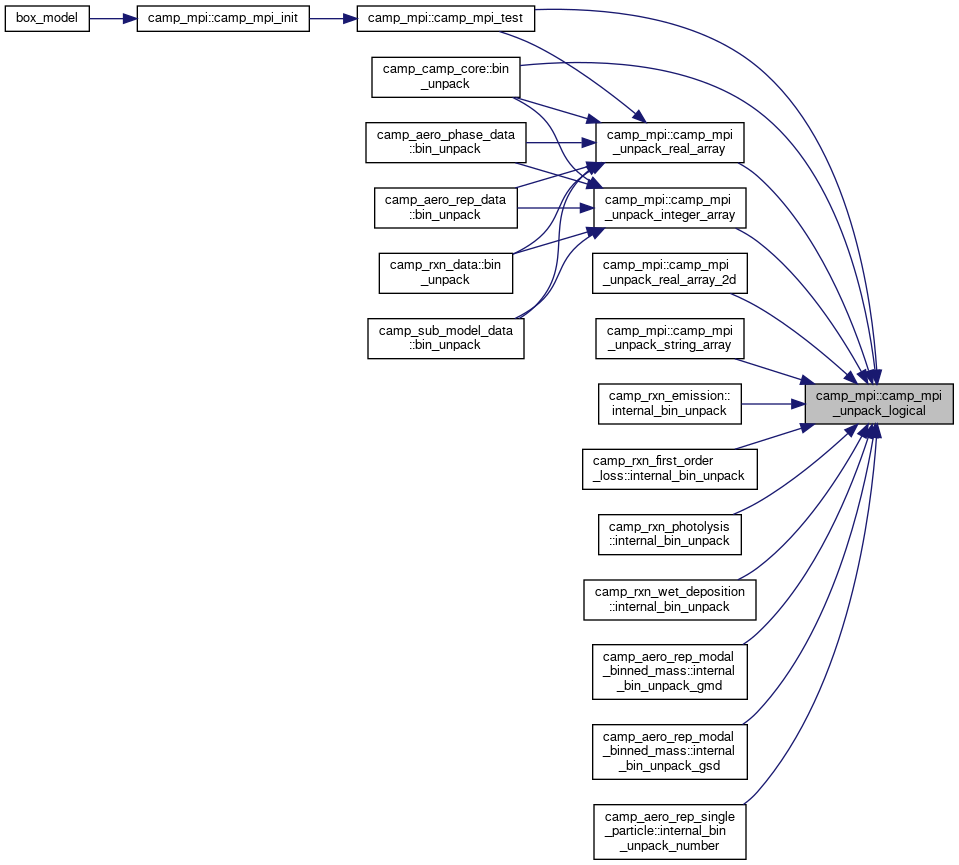 box_model
camp_mpi::camp_mpi_init
camp_mpi::camp_mpi_test
camp_camp_core::bin
_unpack
camp_aero_phase_data
::bin_unpack
camp_aero_rep_data
::bin_unpack
camp_rxn_data::bin
_unpack
camp_sub_model_data
::bin_unpack
camp_mpi::camp_mpi
_unpack_real_array
camp_mpi::camp_mpi
_unpack_integer_array
camp_mpi::camp_mpi
_unpack_real_array_2d
camp_mpi::camp_mpi
_unpack_string_array
camp_rxn_emission::
internal_bin_unpack
camp_rxn_first_order
_loss::internal_bin_unpack
camp_rxn_photolysis
::internal_bin_unpack
camp_rxn_wet_deposition
::internal_bin_unpack
camp_aero_rep_modal
_binned_mass::internal
_bin_unpack_gmd
camp_aero_rep_modal
_binned_mass::internal
_bin_unpack_gsd
camp_aero_rep_single
_particle::internal_bin
_unpack_number
camp_mpi::camp_mpi
_unpack_logical